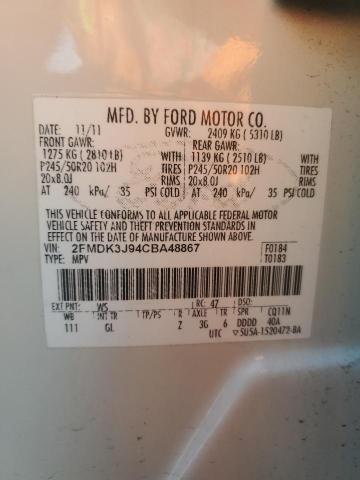 MFD. BY FORD MOTOR CO.
DATE: 11/11 GVWR: 2409 KG (5310 LB)
FRONT GAWR: REAR GAWR:
1275 KG (2810 LB) WITH 1139 KG (2510 LB) WITH
P245/50R20 102H TIRES P245/50R20 102H TIRES
20x8.0J RIMS 20x8.0J RIMS
AT 240 kPa/ 35 PSI COLD AT 240 kPa/ 35 PSI COLD
THIS VEHICLE CONFORMS TO ALL APPLICABLE FEDERAL MOTOR
VEHICLE SAFETY AND THEFT PREVENTION STANDARDS IN
EFFECT ON THE DATE OF MANUFACTURE SHOWN ABOVE.
VIN: 2FMDK3J94CBA48867 F0184
TYPE: MPV T0183
EXT PNT: WS RC: 47 DSO:
WB INT TR TP/PS R AXLE TR SPR CQ11N
111 GL Z 3G 6 DDDD 40A
UTC 5U5A-1520472-BA